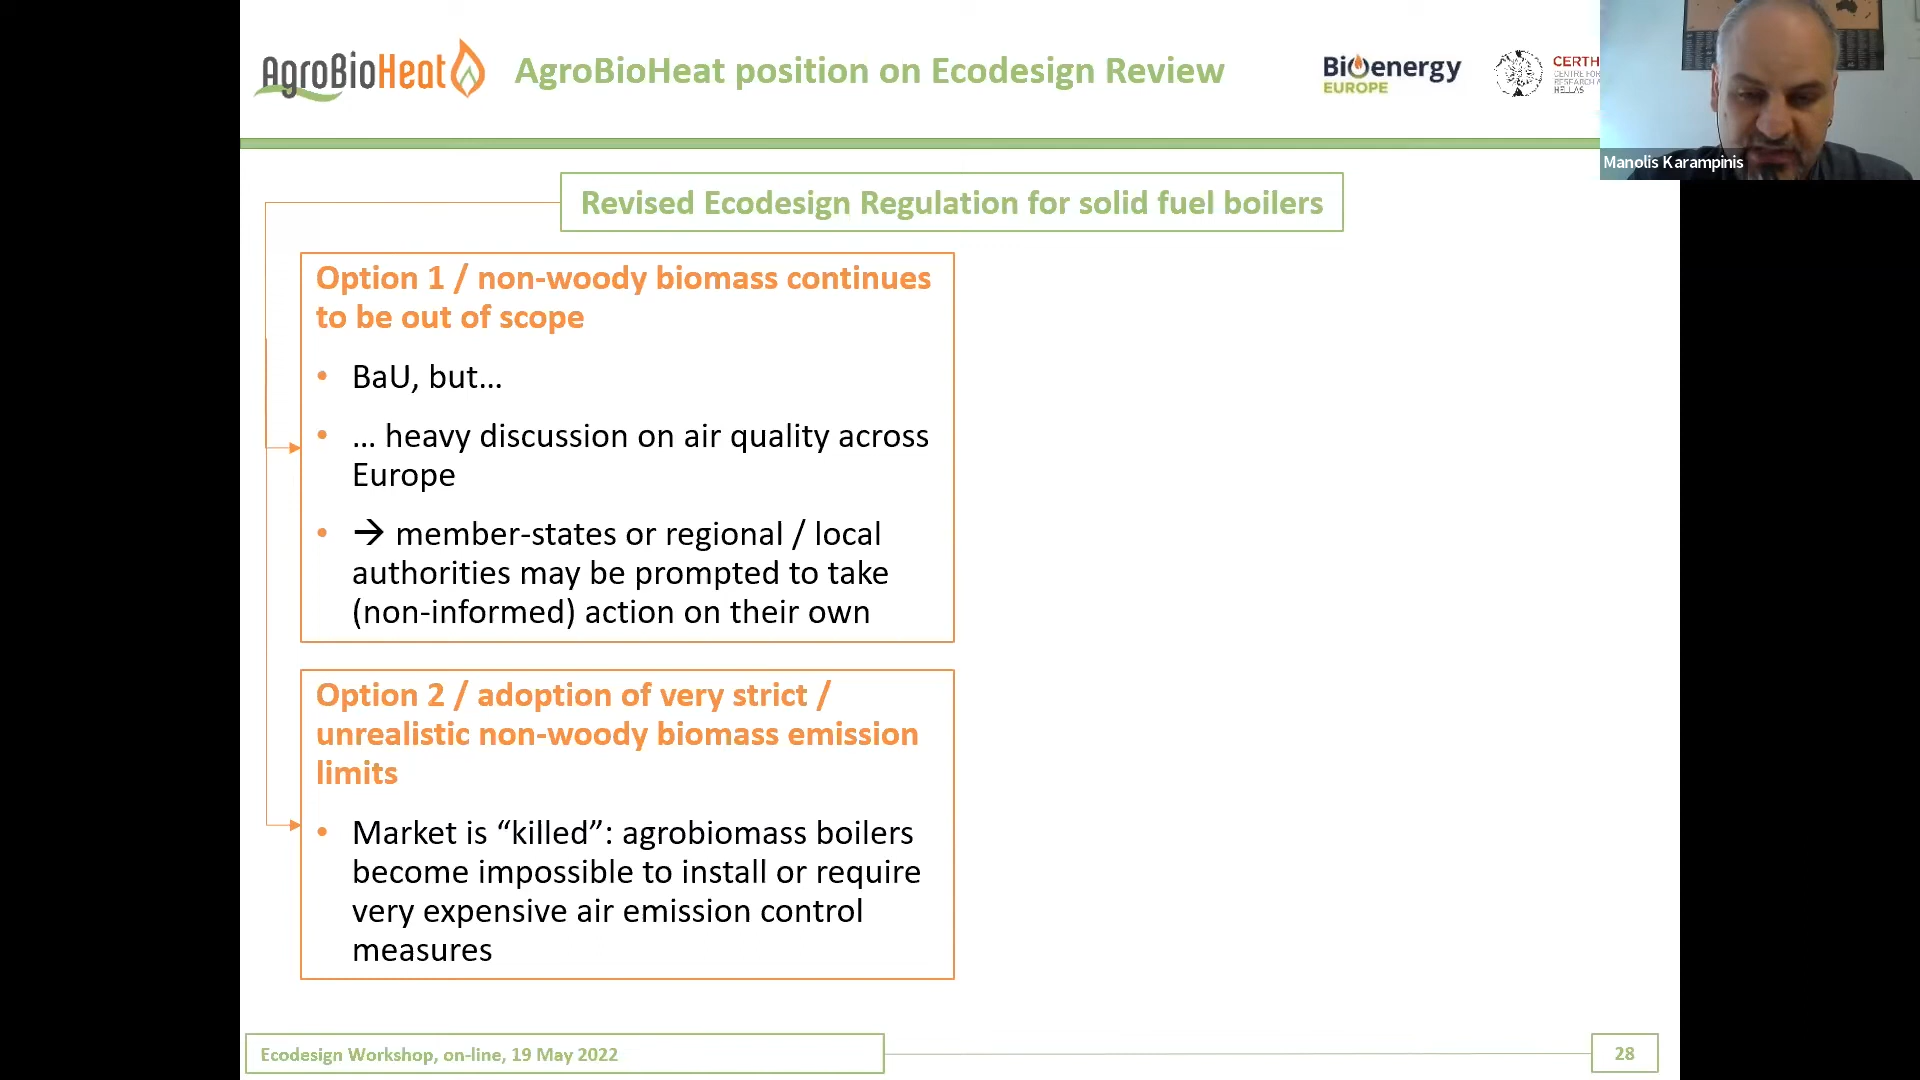 AgroBioHeat
AgroBioHeat position on Ecodesign Review
Bioenergy
EUROPE
CERTH
CENTRE FOR
RESEARCH &
HELLAS
Manolis Karampinis
Revised Ecodesign Regulation for solid fuel boilers
Option 1 / non-woody biomass continues
to be out of scope
• BaU, but…
• … heavy discussion on air quality across
Europe
• → member-states or regional / local
authorities may be prompted to take
(non-informed) action on their own
Option 2 / adoption of very strict /
unrealistic non-woody biomass emission
limits
• Market is “killed”: agrobiomass boilers
become impossible to install or require
very expensive air emission control
measures
Ecodesign Workshop, on-line, 19 May 2022
28